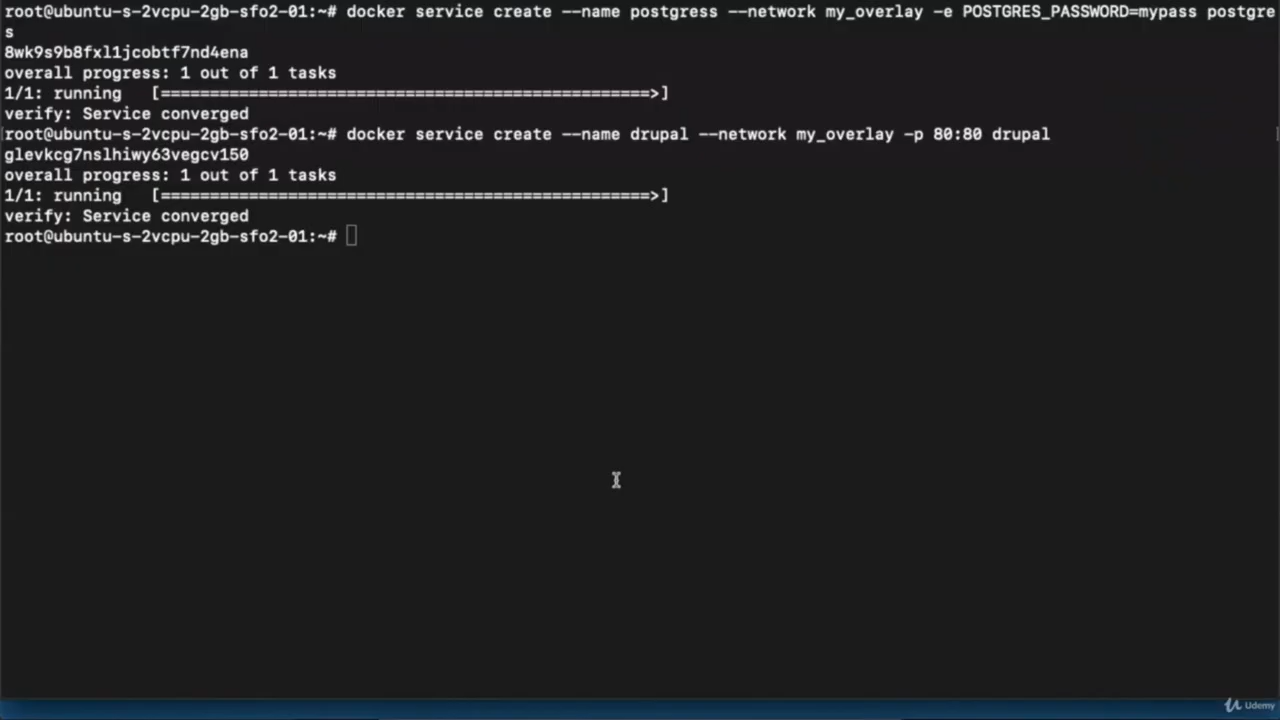 root@ubuntu-s-2vcpu-2gb-sfo2-01:~# docker service create --name postgress --network my_overlay -e POSTGRES_PASSWORD=mypass postgre
s
8wk9s9b8fxl1jcobtf7nd4ena
overall progress: 1 out of 1 tasks
1/1: running   [==================================================>]
verify: Service converged
root@ubuntu-s-2vcpu-2gb-sfo2-01:~# docker service create --name drupal --network my_overlay -p 80:80 drupal
glevkcg7nslhiwy63vegcv150
overall progress: 1 out of 1 tasks
1/1: running   [==================================================>]
verify: Service converged
root@ubuntu-s-2vcpu-2gb-sfo2-01:~#
Udemy